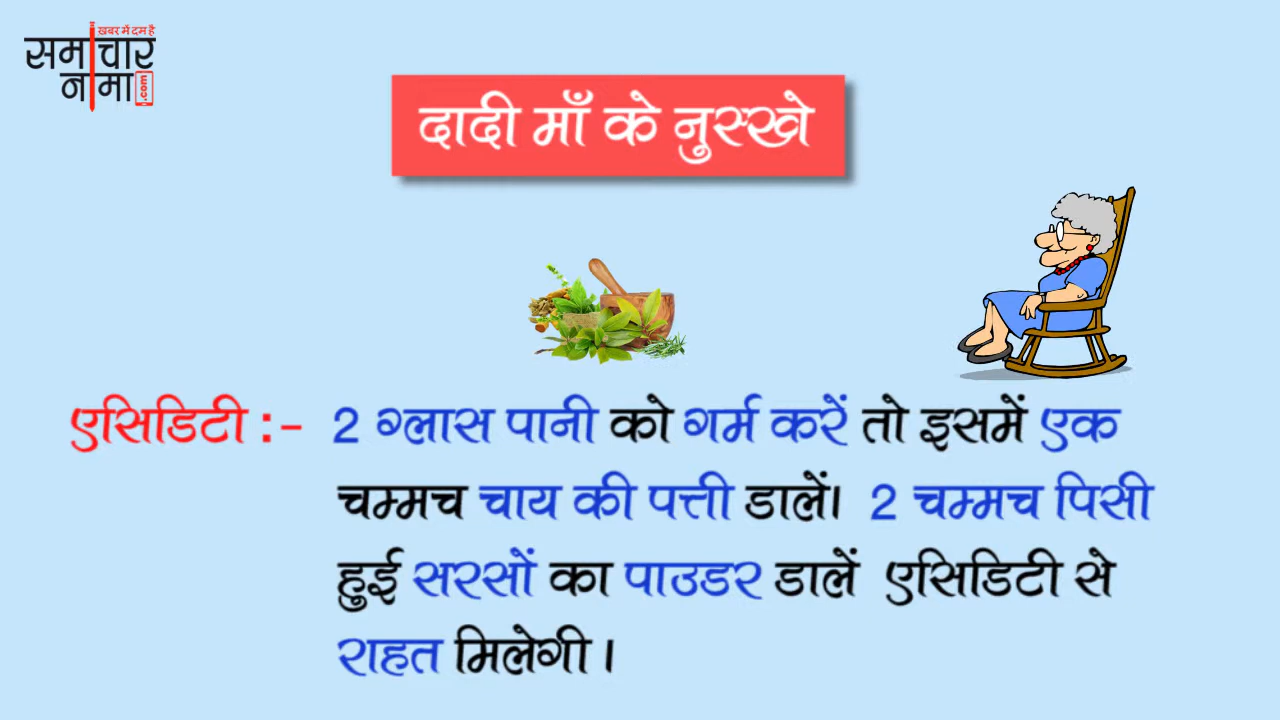 ख़बर में दम है
समाचार
नामा.com
दादी माँ के नुस्खे
एसिडिटी :- 2 ग्लास पानी को गर्म करें तो इसमें एक
चम्मच चाय की पत्ती डालें। 2 चम्मच पिसी
हुई सरसों का पाउडर डालें एसिडिटी से
राहत मिलेगी।